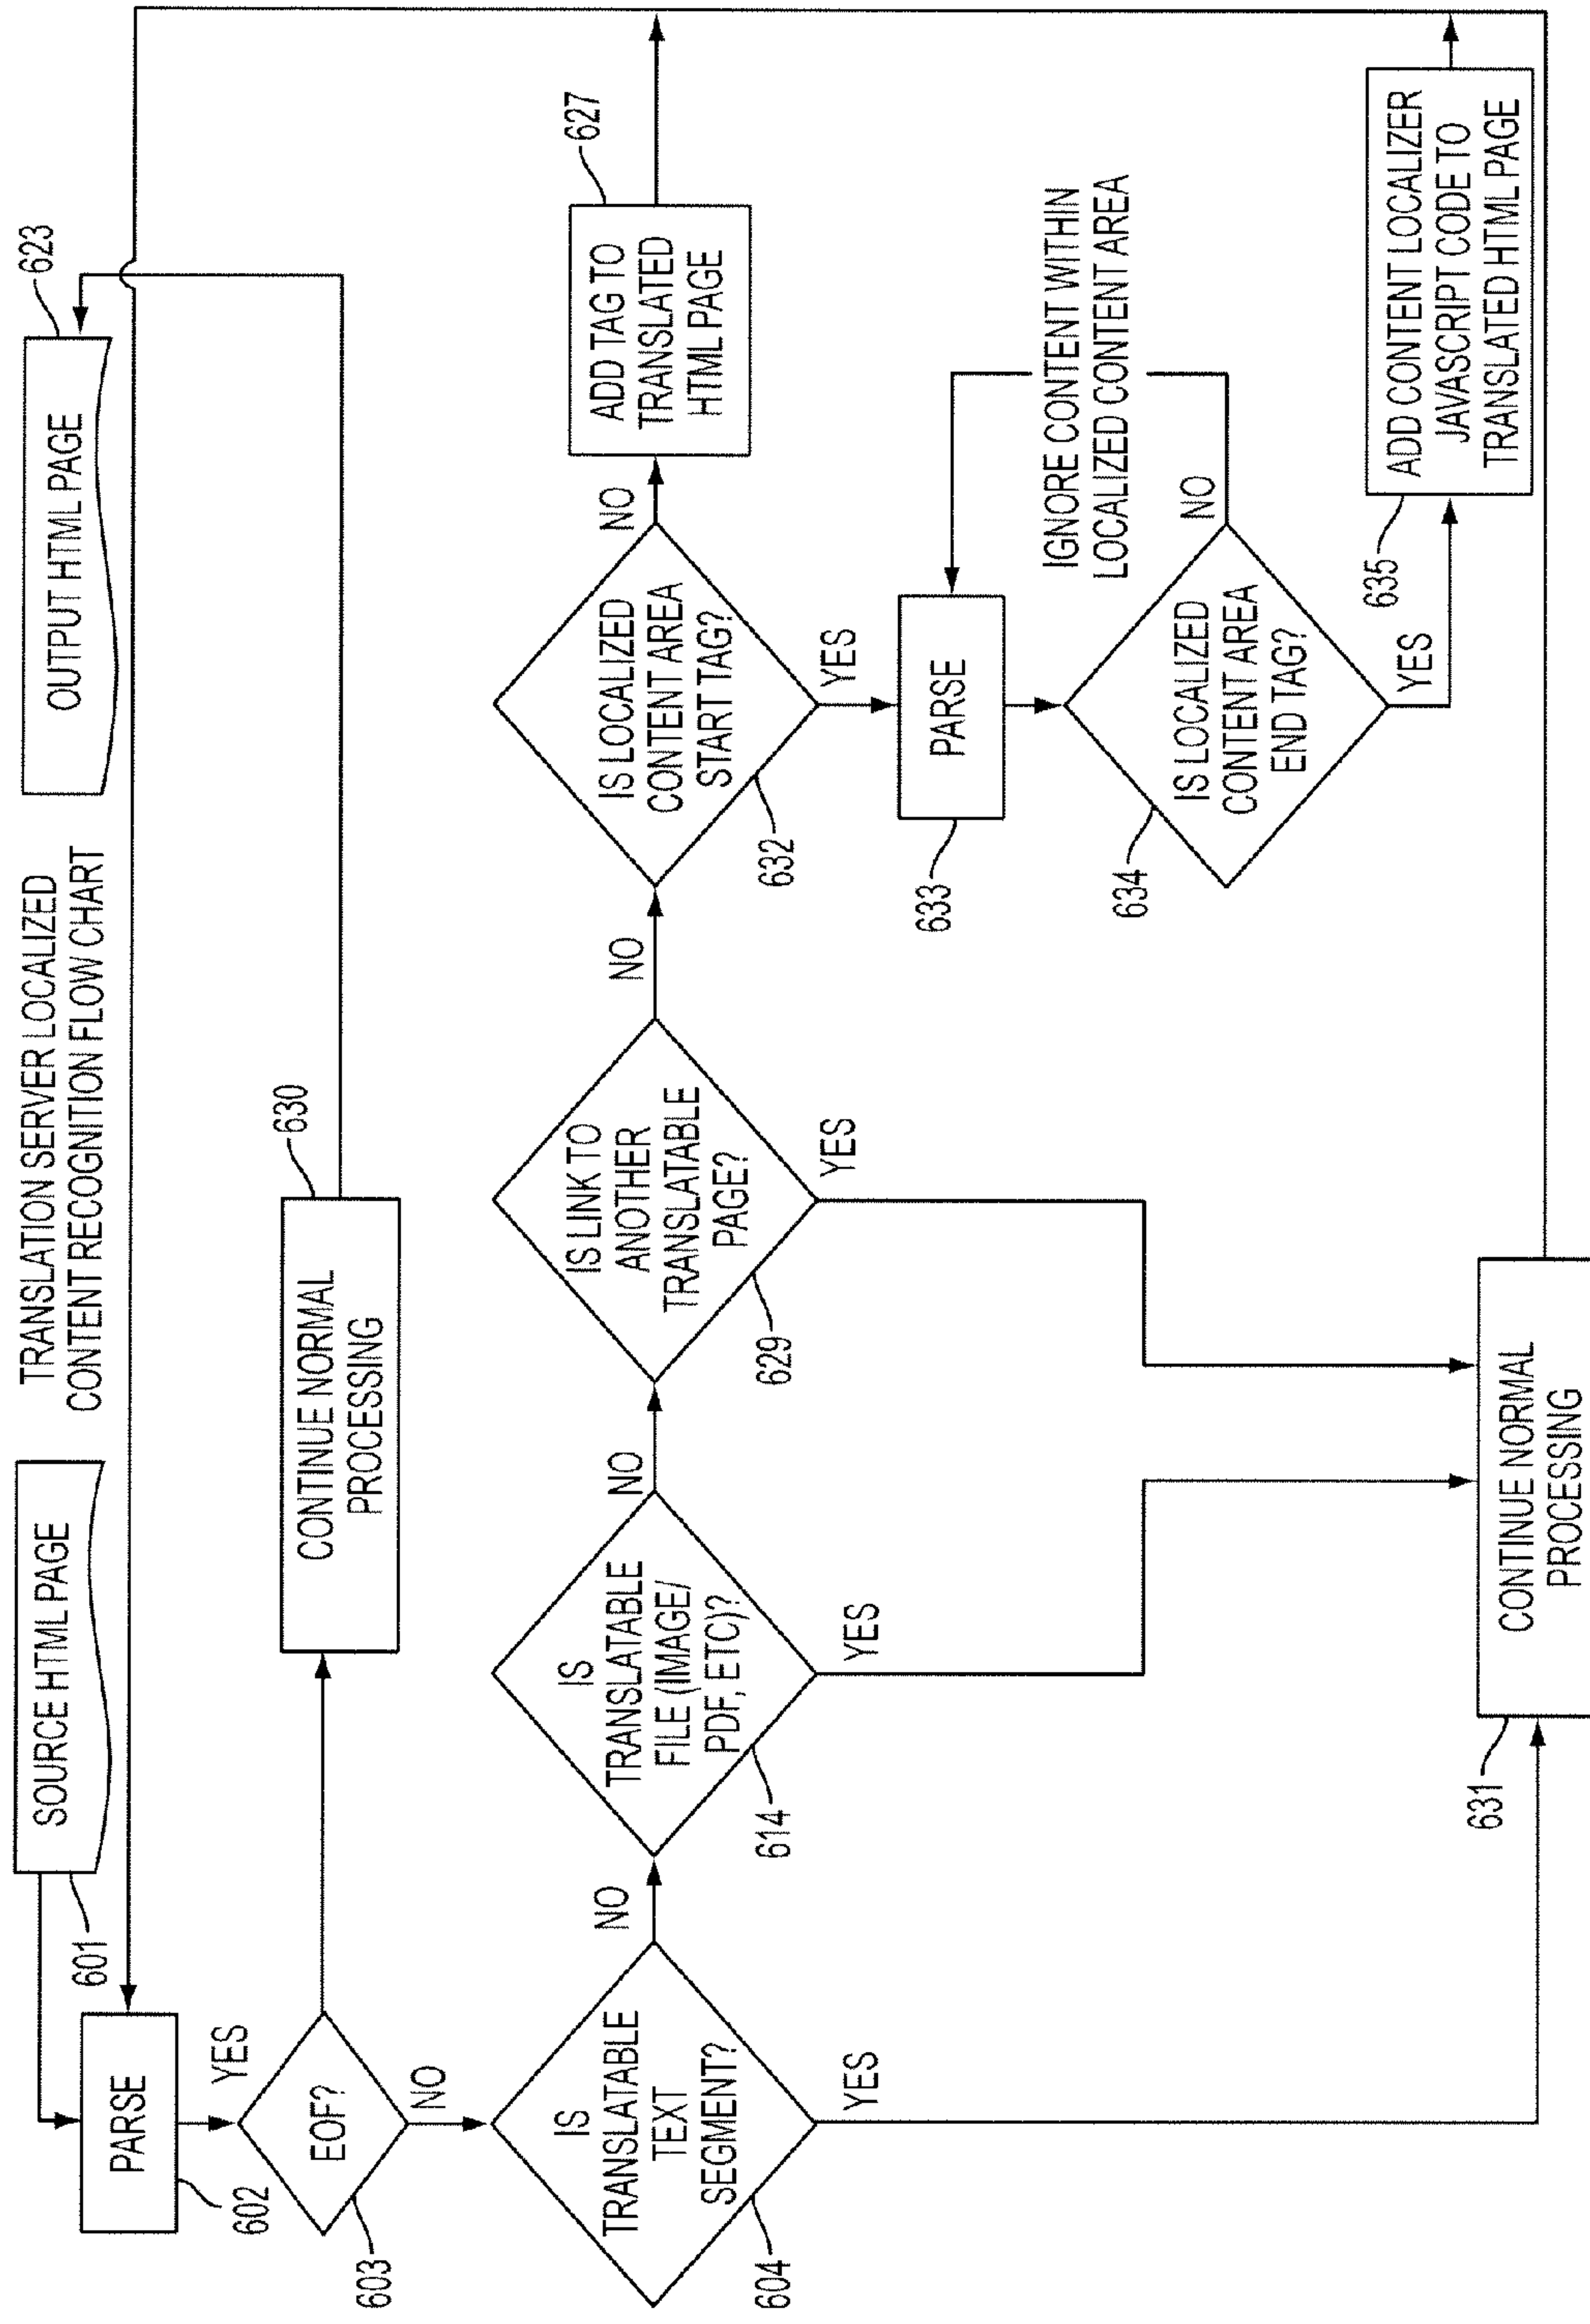 TRANSLATION SERVER LOCALIZED
CONTENT RECOGNITION FLOW CHART
SOURCE HTML PAGE
601
OUTPUT HTML PAGE
623
PARSE
602
YES
EOF?
603
NO
CONTINUE NORMAL
PROCESSING
630
IS
TRANSLATABLE
TEXT
SEGMENT?
604
NO
YES
IS
TRANSLATABLE
FILE (IMAGE/
PDF, ETC)?
614
NO
YES
IS LINK TO
ANOTHER
TRANSLATABLE
PAGE?
629
NO
YES
IS LOCALIZED
CONTENT AREA
START TAG?
632
NO
YES
ADD TAG TO
TRANSLATED
HTML PAGE
627
PARSE
633
IGNORE CONTENT WITHIN
LOCALIZED CONTENT AREA
IS LOCALIZED
CONTENT AREA
END TAG?
634
NO
YES
ADD CONTENT LOCALIZER
JAVASCRIPT CODE TO
TRANSLATED HTML PAGE
635
CONTINUE NORMAL
PROCESSING
631